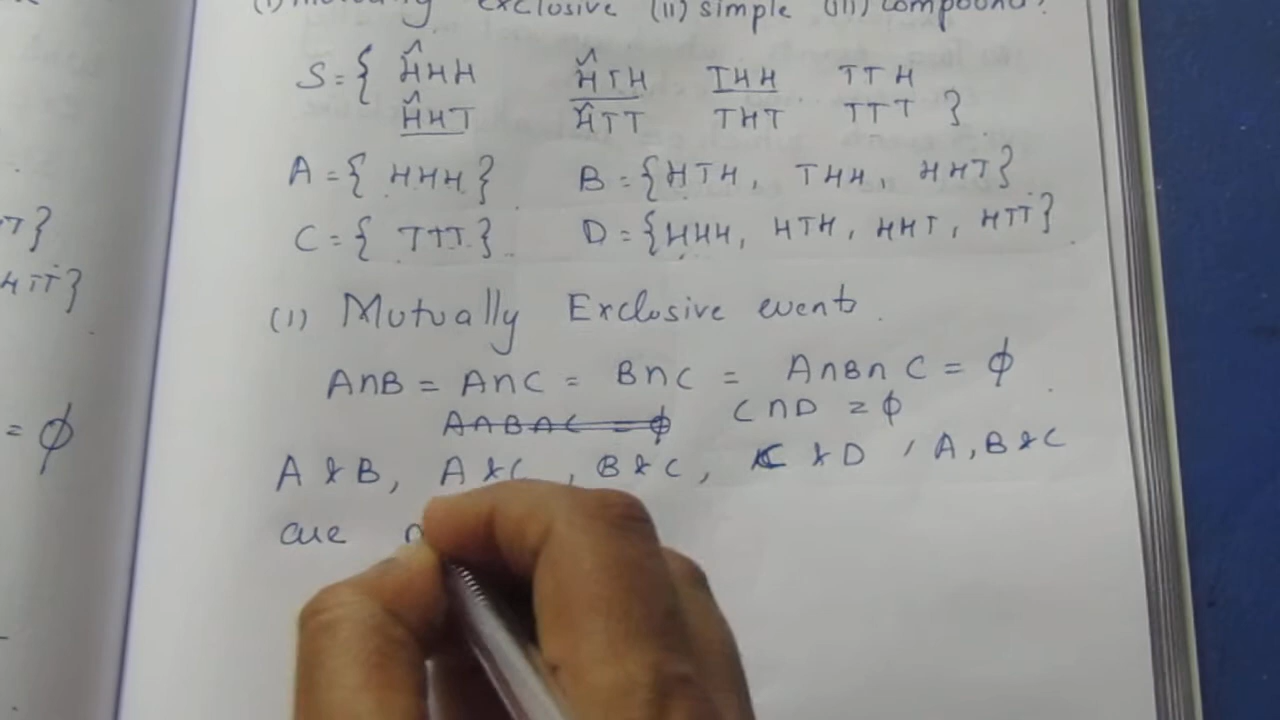 (i) mutually exclusive (ii) simple (iii) compound?
S = { HHH HTH THH TTH
HHT HTT THT TTT }
A = { HHH } B = { HTH, THH, HHT }
C = { TTT } D = { HHH, HTH, HHT, HTT }
T }
HTT }
(1) Mutually Exclusive events.
A∩B = A∩C = B∩C = A∩B∩C = ϕ
A∩B∩C = ϕ C∩D = ϕ
= ϕ
A & B, A & C, B & C, C & D, A, B & C
are